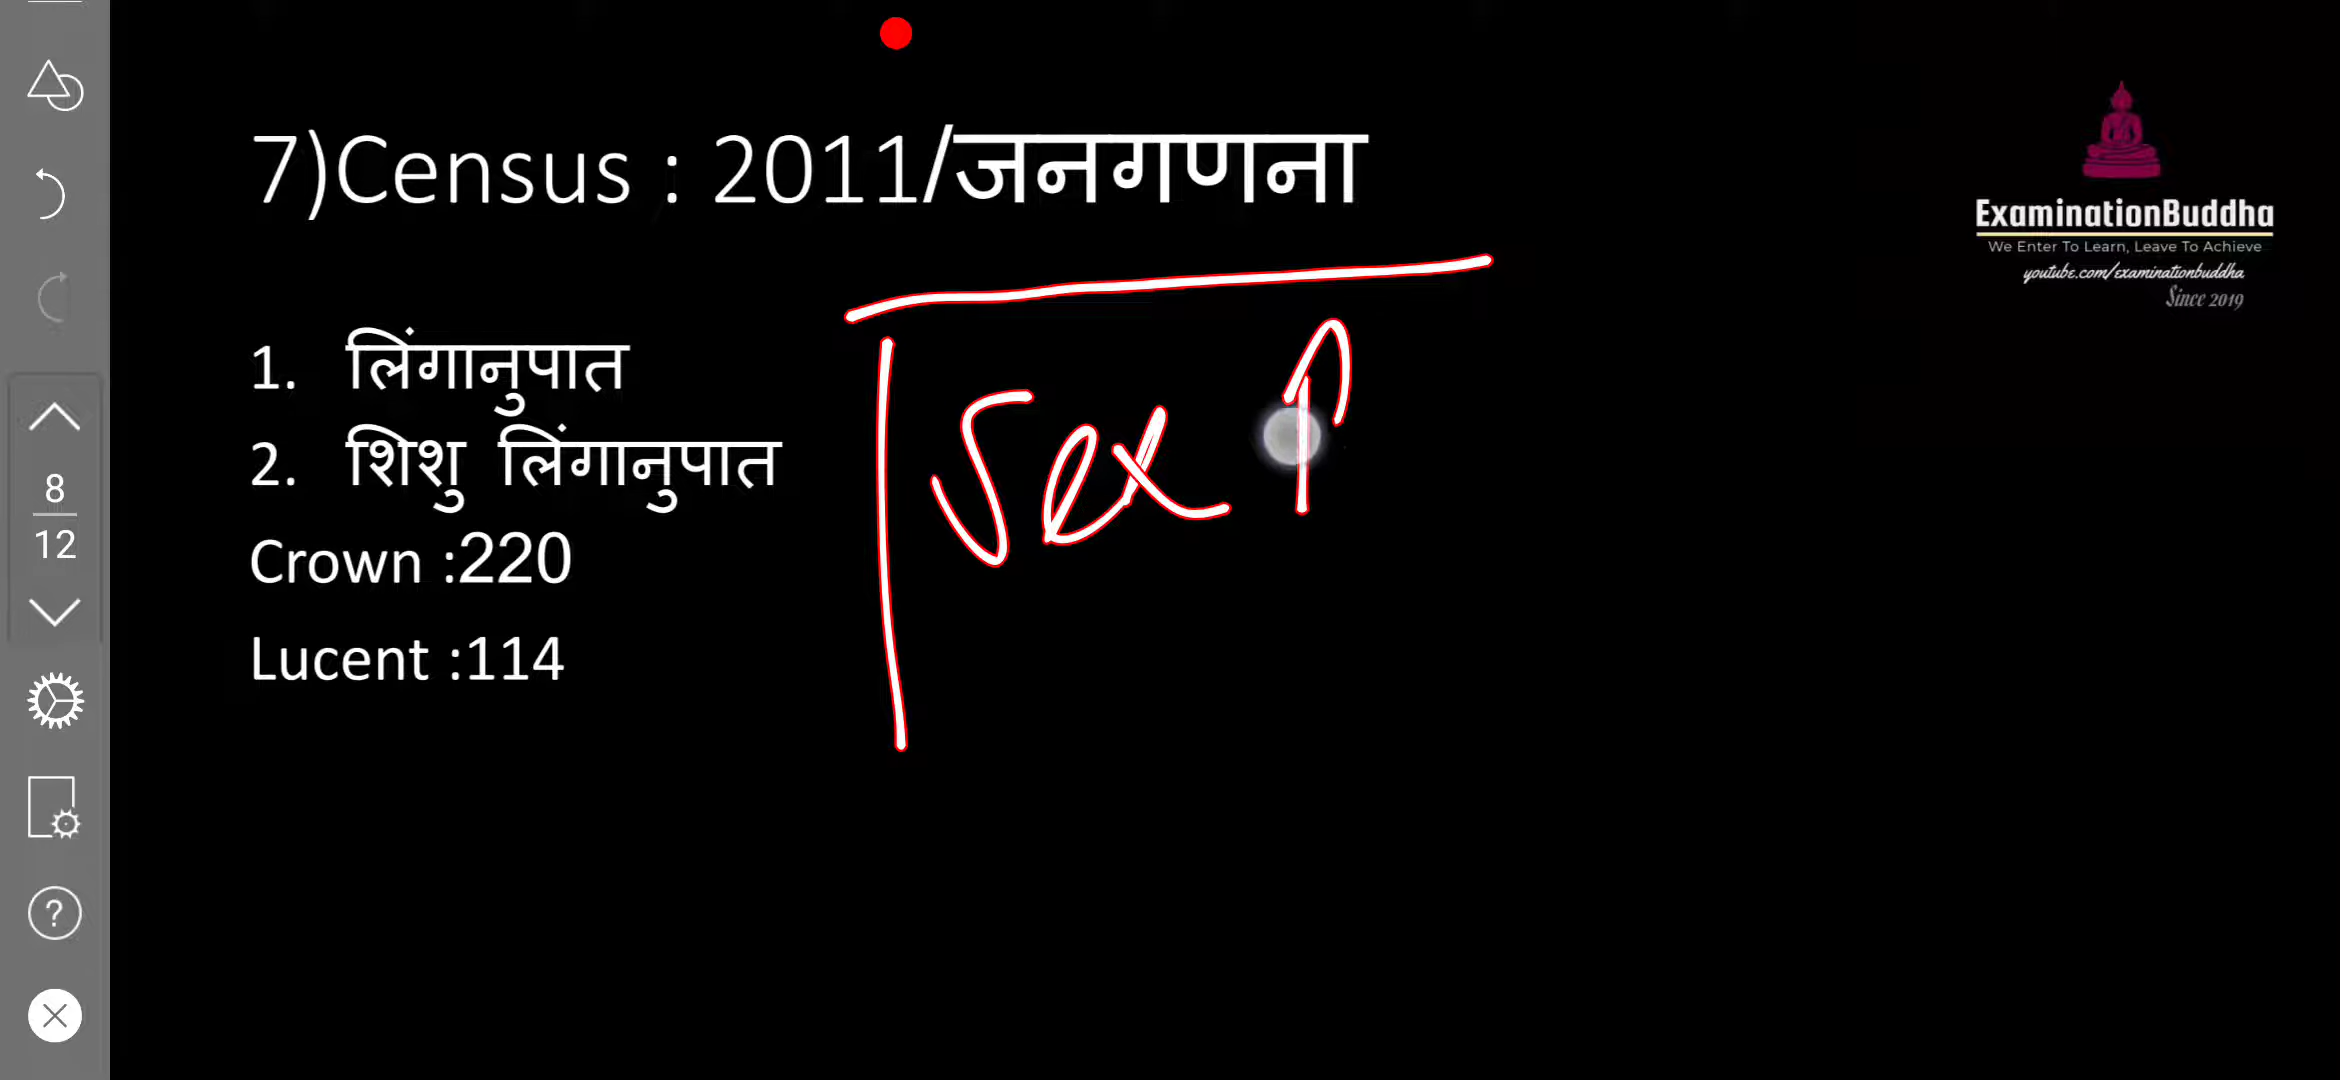 7)Census : 2011/जनगणना
ExaminationBuddha
We Enter To Learn, Leave To Achieve
youtube.com/examinationbuddha
Since 2019
1. लिंगानुपात
2. शिशु लिंगानुपात
Crown :220
Lucent :114
Sex
8
12